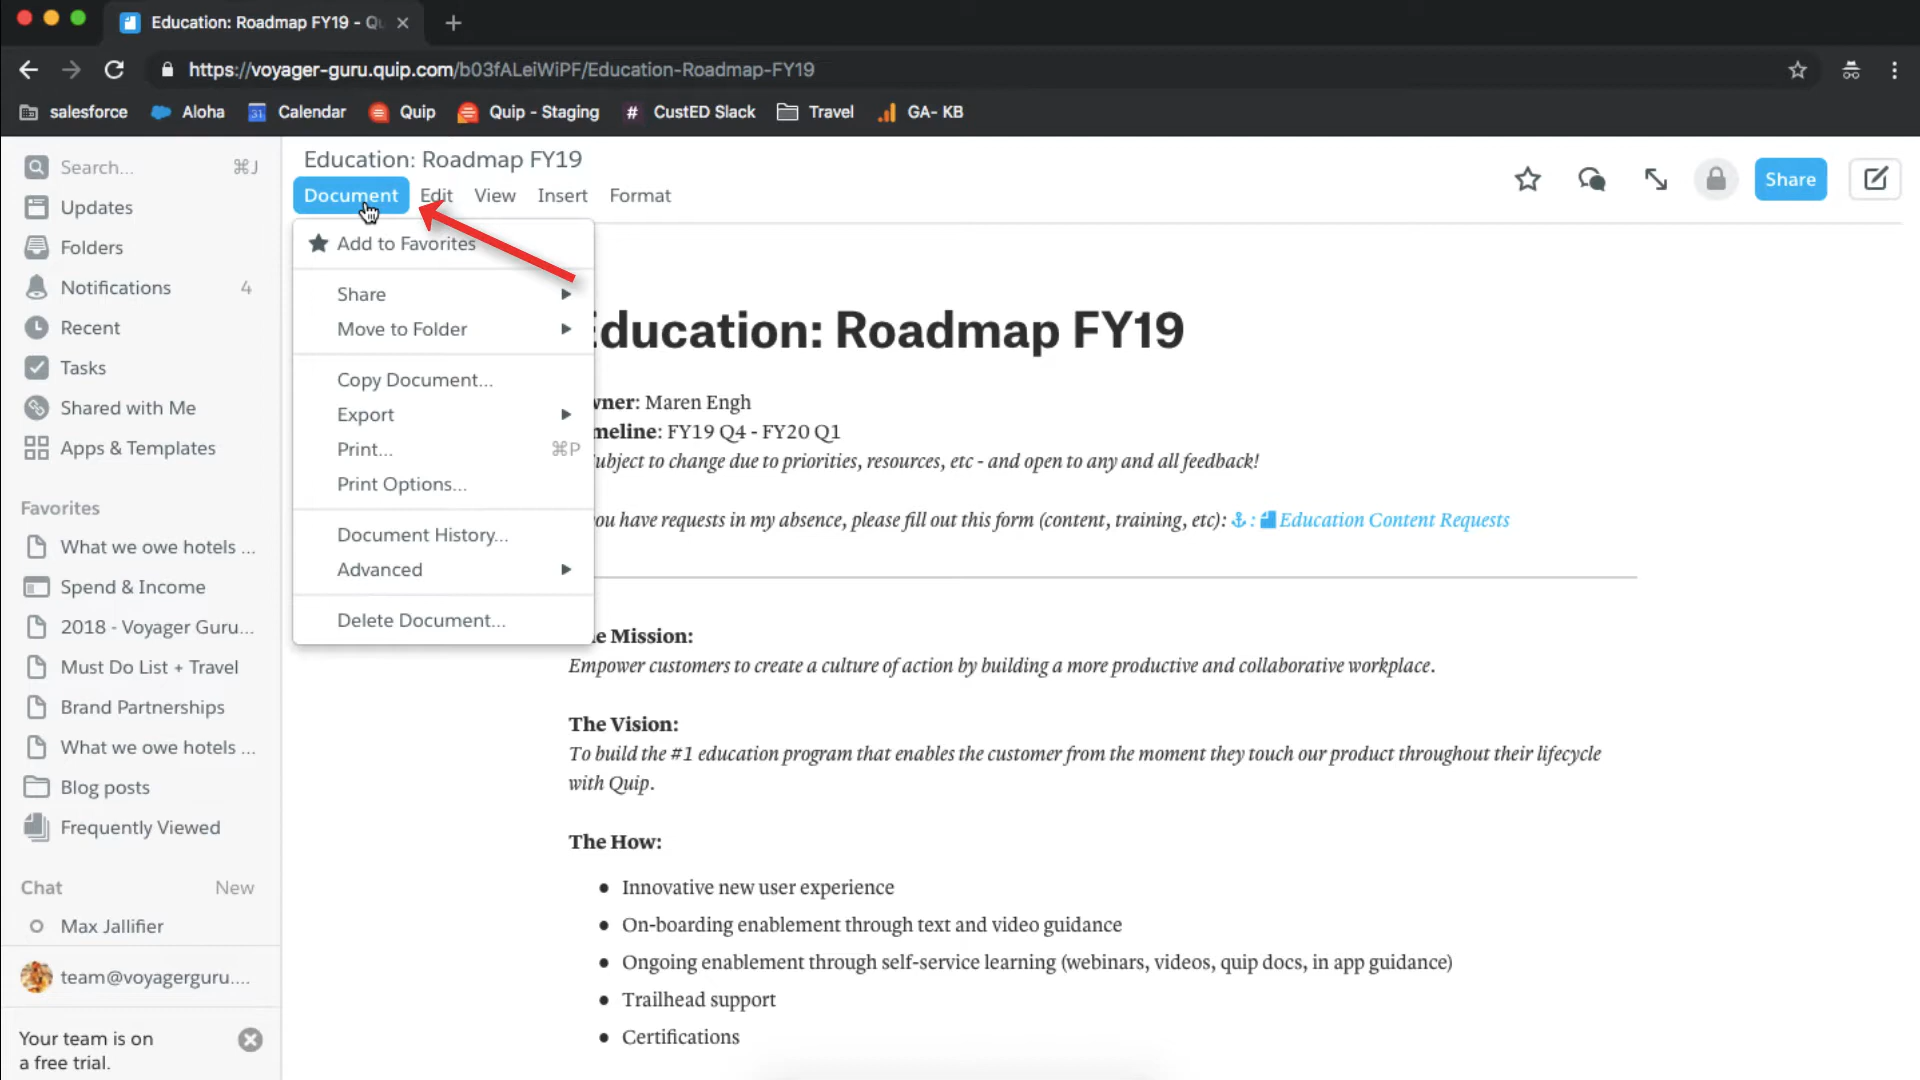 Education: Roadmap FY19 - Qu
https://voyager-guru.quip.com/b03fALeiWiPF/Education-Roadmap-FY19
salesforce Aloha 31 Calendar Quip Quip - Staging # CustED Slack Travel GA- KB
Search... ⌘J
Updates
Folders
Notifications 4
Recent
Tasks
Shared with Me
Apps & Templates
Favorites
What we owe hotels ...
Spend & Income
2018 - Voyager Guru...
Must Do List + Travel
Brand Partnerships
What we owe hotels ...
Blog posts
Frequently Viewed
Chat New
Max Jallifier
team@voyagerguru....
Your team is on
a free trial.
Education: Roadmap FY19
Document Edit View Insert Format
Share
Add to Favorites
Share
Move to Folder
Copy Document...
Export
Print... ⌘P
Print Options...
Document History...
Advanced
Delete Document...
ducation: Roadmap FY19
wner: Maren Engh
meline: FY19 Q4 - FY20 Q1
ubject to change due to priorities, resources, etc - and open to any and all feedback!
you have requests in my absence, please fill out this form (content, training, etc): : Education Content Requests
e Mission:
Empower customers to create a culture of action by building a more productive and collaborative workplace.
The Vision:
To build the #1 education program that enables the customer from the moment they touch our product throughout their lifecycle
with Quip.
The How:
• Innovative new user experience
• On-boarding enablement through text and video guidance
• Ongoing enablement through self-service learning (webinars, videos, quip docs, in app guidance)
• Trailhead support
• Certifications